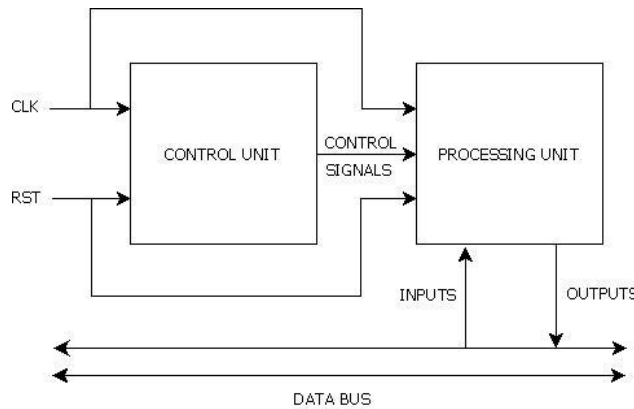 CLK
CONTROL UNIT
CONTROL
SIGNALS
PROCESSING UNIT
RST
INPUTS
OUTPUTS
DATA BUS